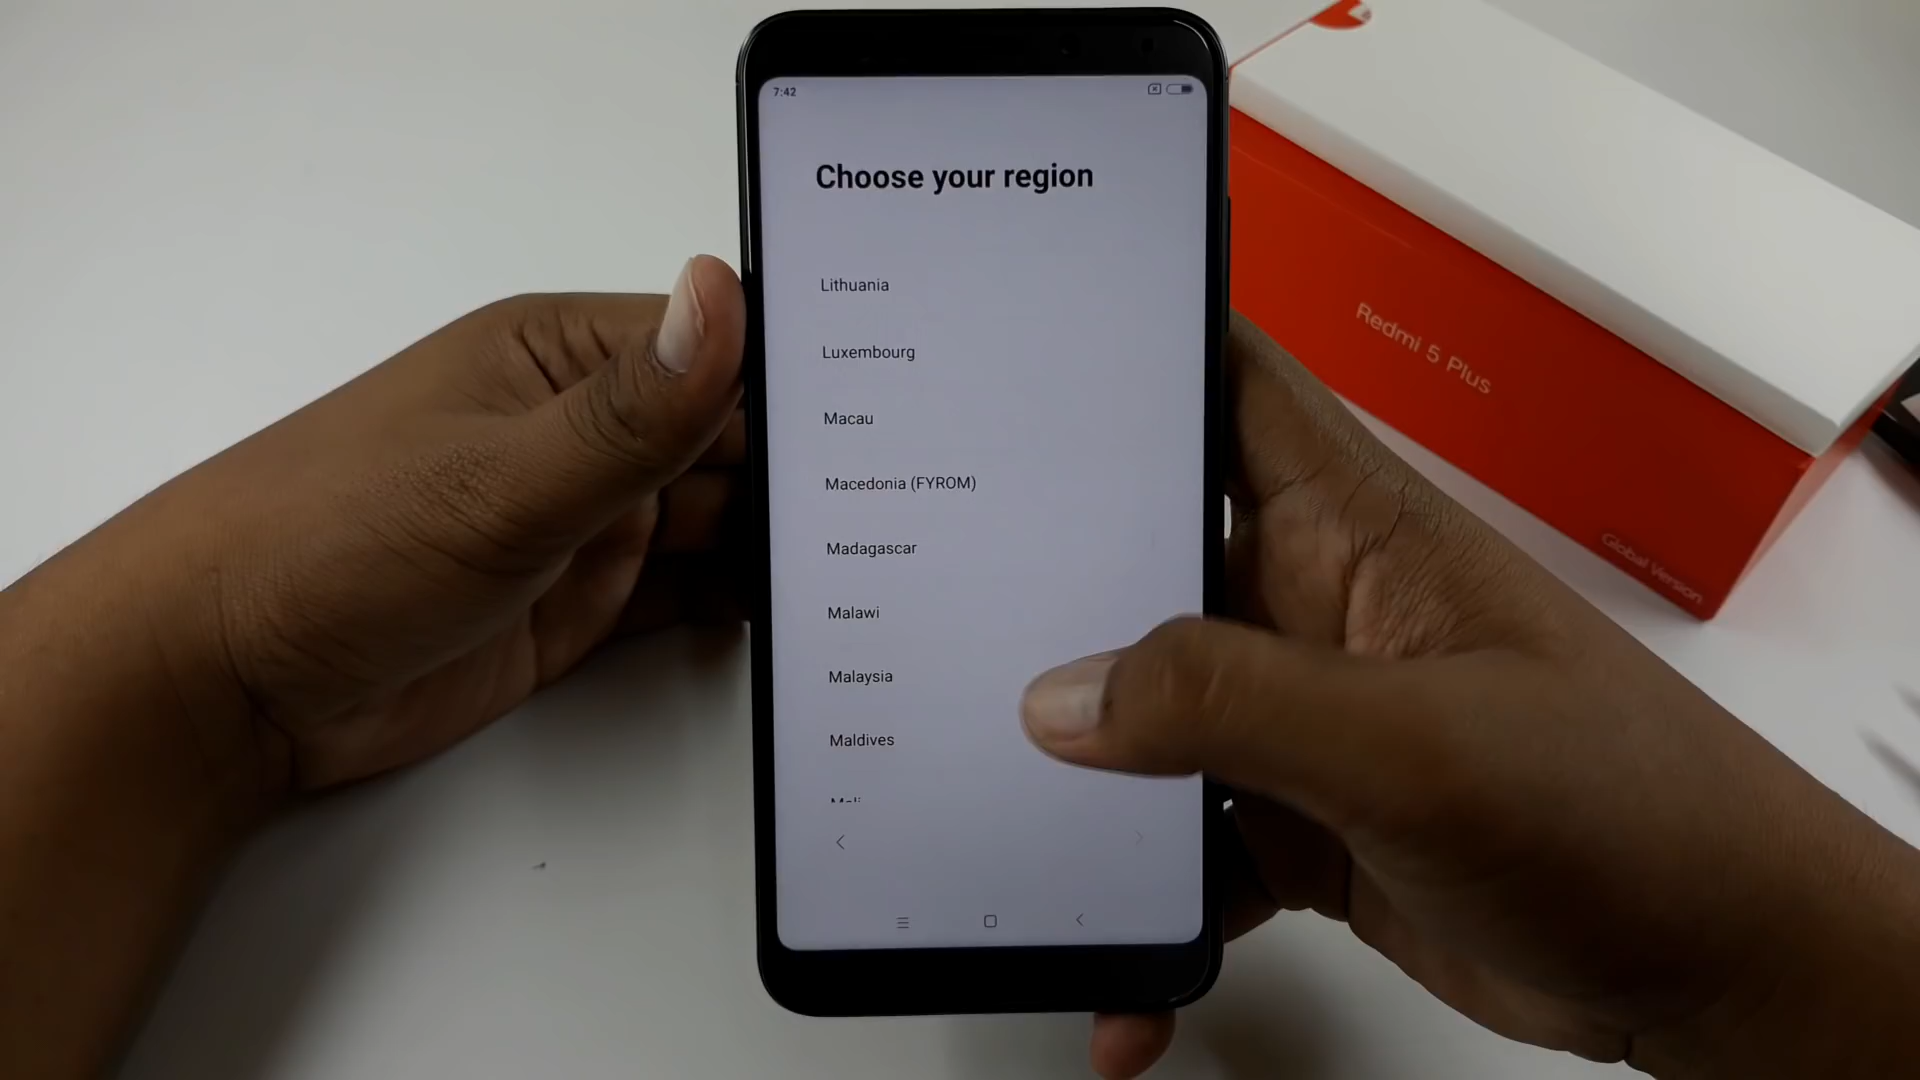 7:42
Choose your region
Lithuania
Luxembourg
Macau
Macedonia (FYROM)
Madagascar
Malawi
Malaysia
Maldives
Redmi 5 Plus
Global Version